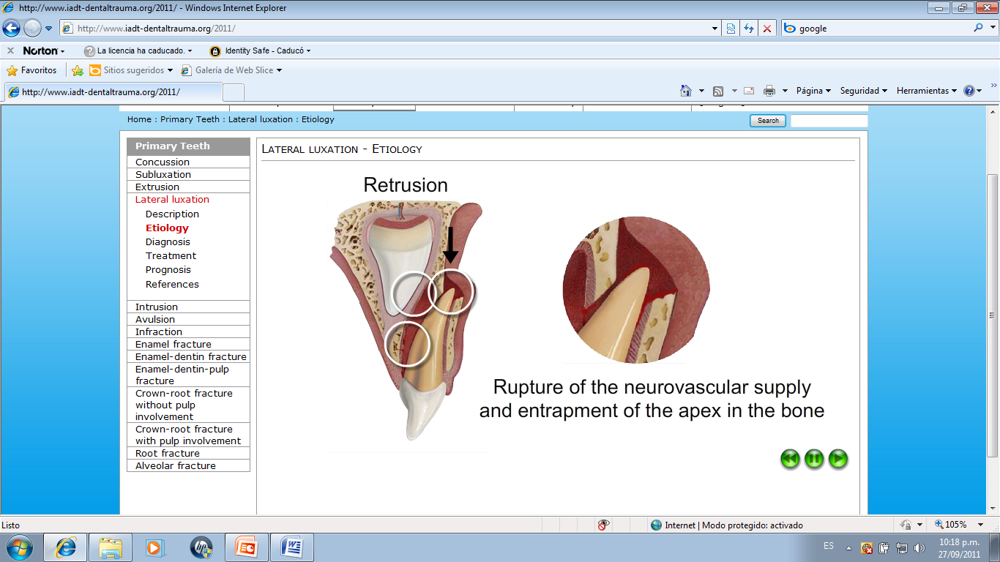 http://www.iadt-dentaltrauma.org/2011/ - Windows Internet Explorer
http://www.iadt-dentaltrauma.org/2011/
google
x Norton
La licencia ha caducado.
Identity Safe - Caducó
Favoritos
Sitios sugeridos
Galería de Web Slice
http://www.iadt-dentaltrauma.org/2011/
Página
Seguridad
Herramientas
Home : Primary Teeth : Lateral luxation : Etiology
Search
Primary Teeth
Concussion
Subluxation
Extrusion
Lateral luxation
Description
Etiology
Diagnosis
Treatment
Prognosis
References
Intrusion
Avulsion
Infraction
Enamel fracture
Enamel-dentin fracture
Enamel-dentin-pulp
fracture
Crown-root fracture
without pulp
involvement
Crown-root fracture
with pulp involvement
Root fracture
Alveolar fracture
Lateral luxation - Etiology
Retrusion
Rupture of the neurovascular supply
and entrapment of the apex in the bone
Listo
Internet | Modo protegido: activado
105%
ES
10:18 p.m.
27/09/2011